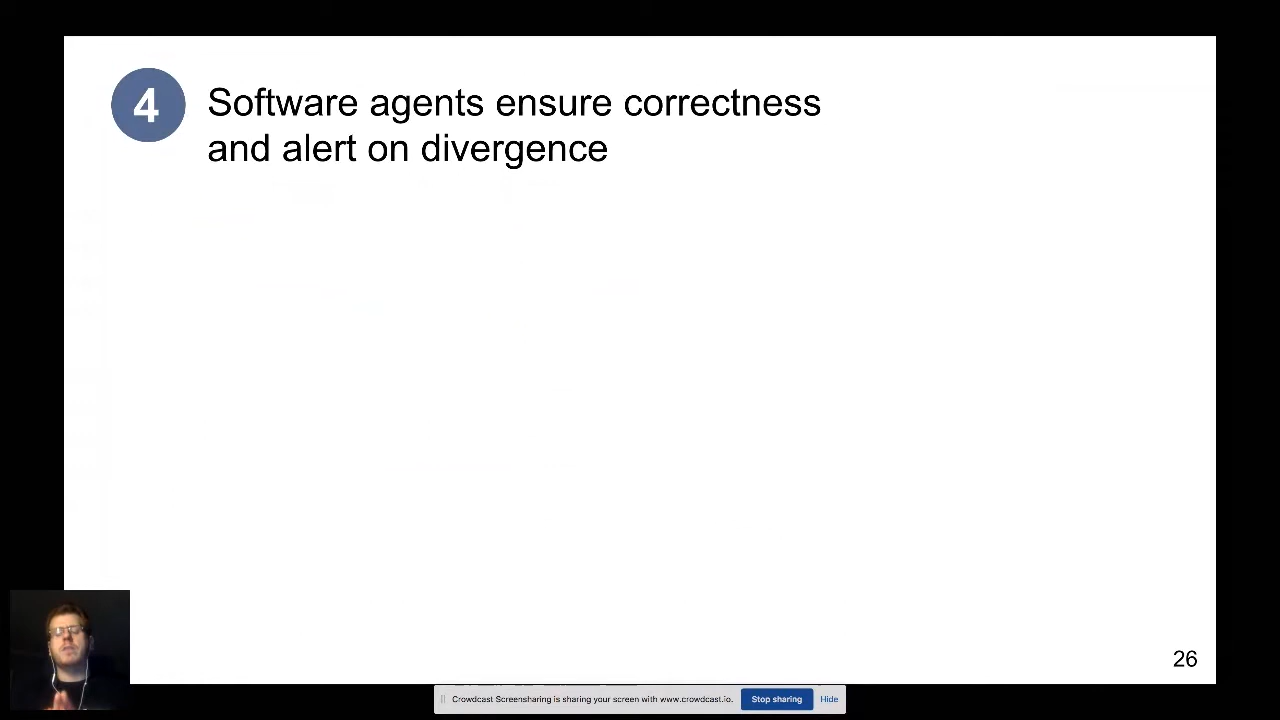 4
Software agents ensure correctness
and alert on divergence
26
Crowdcast Screensharing is sharing your screen with www.crowdcast.io.
Stop sharing
Hide